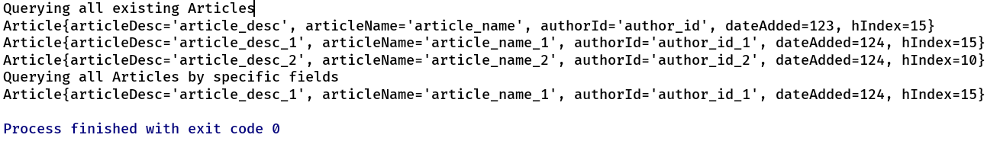 Querying all existing Articles
Article{articleDesc='article_desc', articleName='article_name', authorId='author_id', dateAdded=123, hIndex=15}
Article{articleDesc='article_desc_1', articleName='article_name_1', authorId='author_id_1', dateAdded=124, hIndex=15}
Article{articleDesc='article_desc_2', articleName='article_name_2', authorId='author_id_2', dateAdded=124, hIndex=10}
Querying all Articles by specific fields
Article{articleDesc='article_desc_1', articleName='article_name_1', authorId='author_id_1', dateAdded=124, hIndex=15}
Process finished with exit code 0